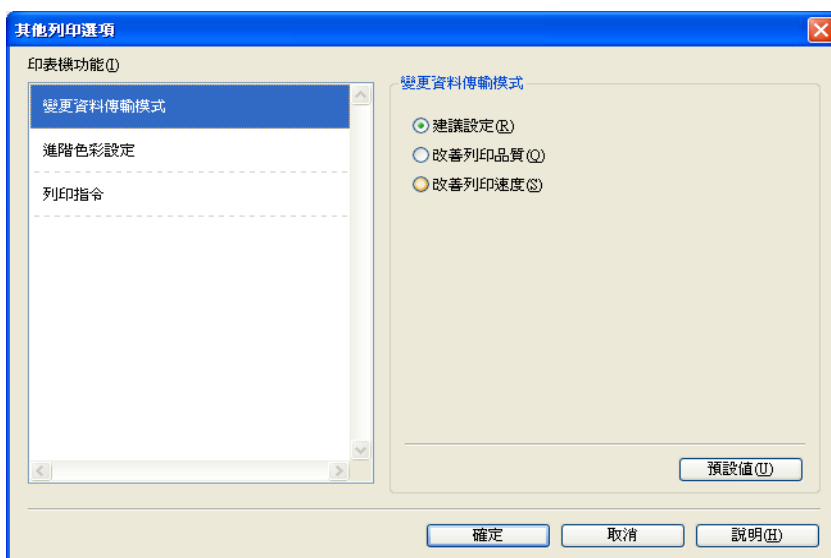 其他列印選項
印表機功能(I)
變更資料傳輸模式
進階色彩設定
列印指令
變更資料傳輸模式
建議設定(R)
改善列印品質(Q)
改善列印速度(S)
預設值(U)
確定
取消
說明(H)